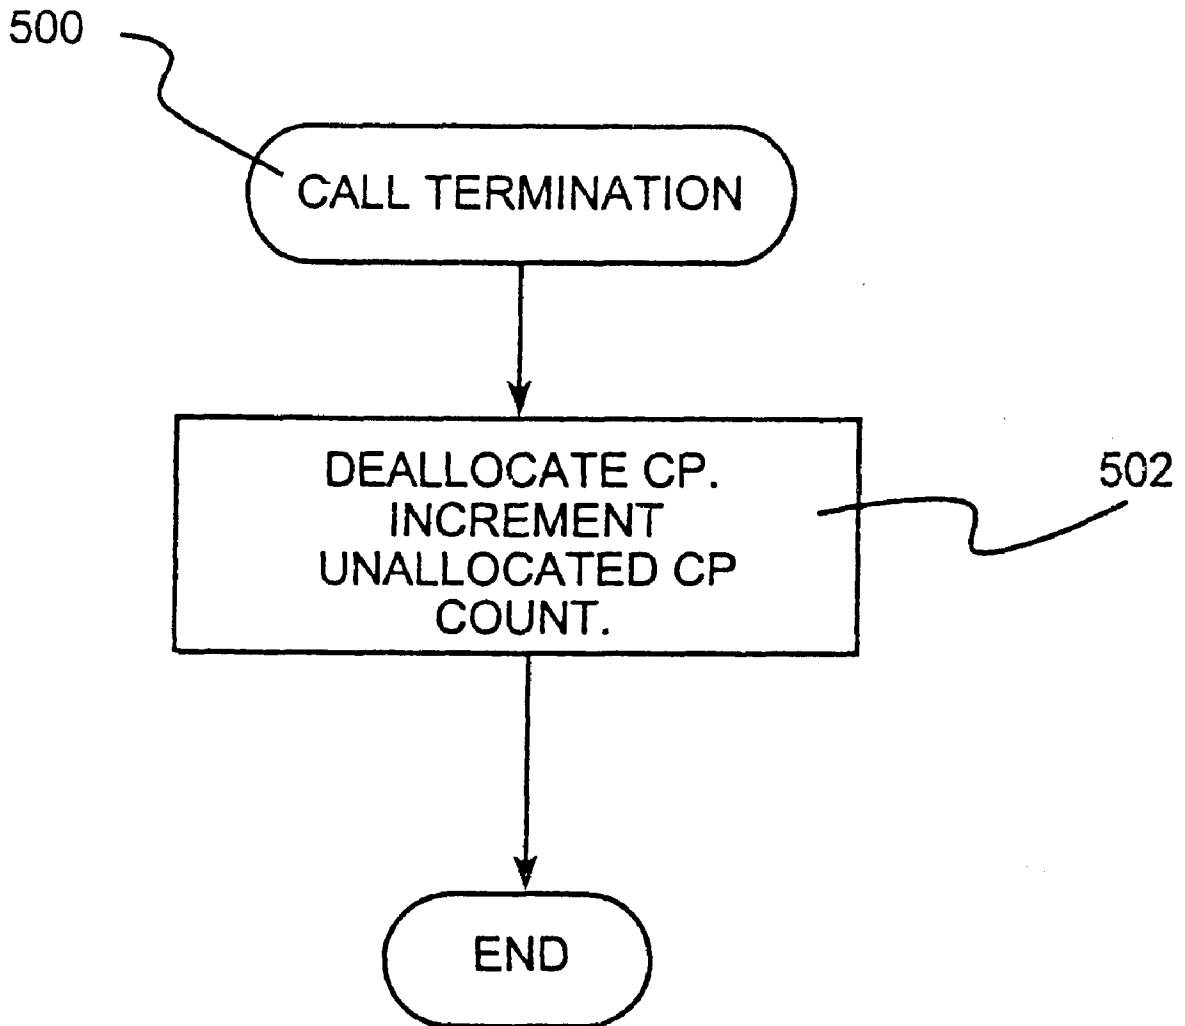 500
CALL TERMINATION
DEALLOCATE CP.
INCREMENT
UNALLOCATED CP
COUNT.
502
END